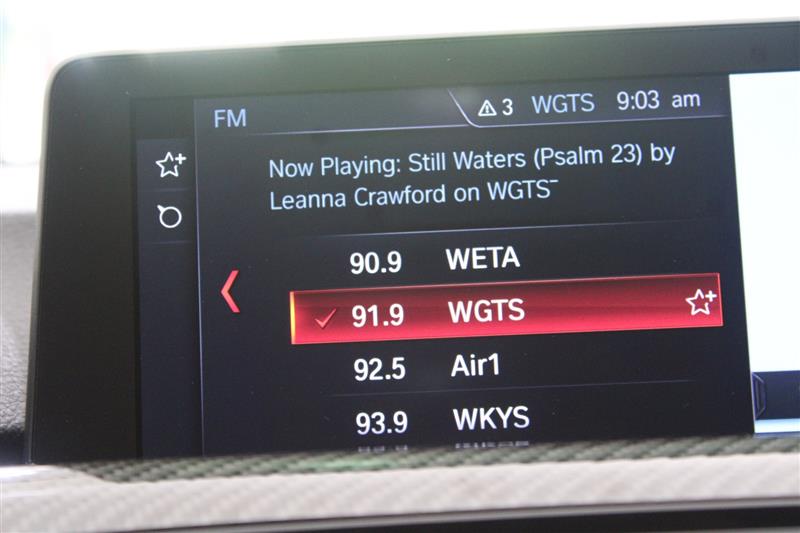 FM
3 WGTS 9:03 am
Now Playing: Still Waters (Psalm 23) by
Leanna Crawford on WGTS¯
90.9 WETA
91.9 WGTS
92.5 Air1
93.9 WKYS